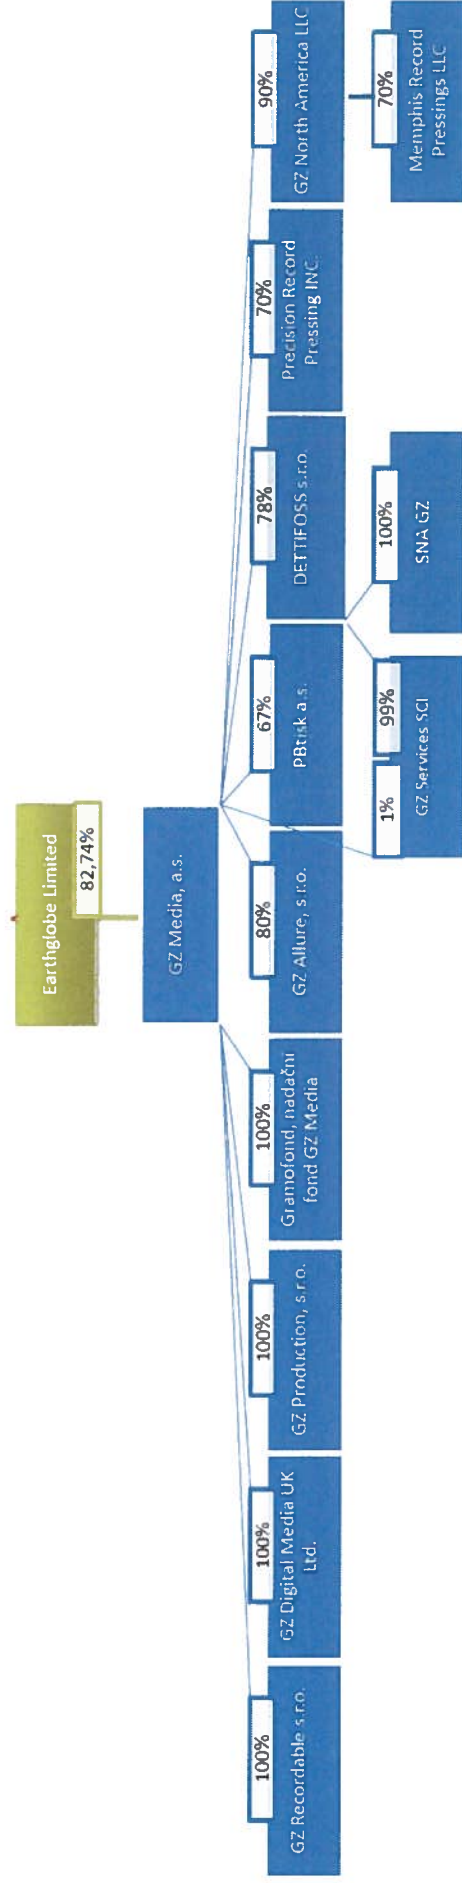 Earthglobe Limited
82,74%
GZ Media, a.s.
100%
GZ Recordable s.r.o.
100%
GZ Digital Media UK
Ltd.
100%
GZ Production, s.r.o.
100%
Gramofond, nadační
fond GZ Media
80%
GZ Allure, s.r.o.
67%
PBtisk a.s.
78%
DETTIFOSS s.r.o.
70%
Precision Record
Pressing INC.
90%
GZ North America LLC
1%
99%
GZ Services SCI
100%
SNA GZ
70%
Memphis Record
Pressings LLC